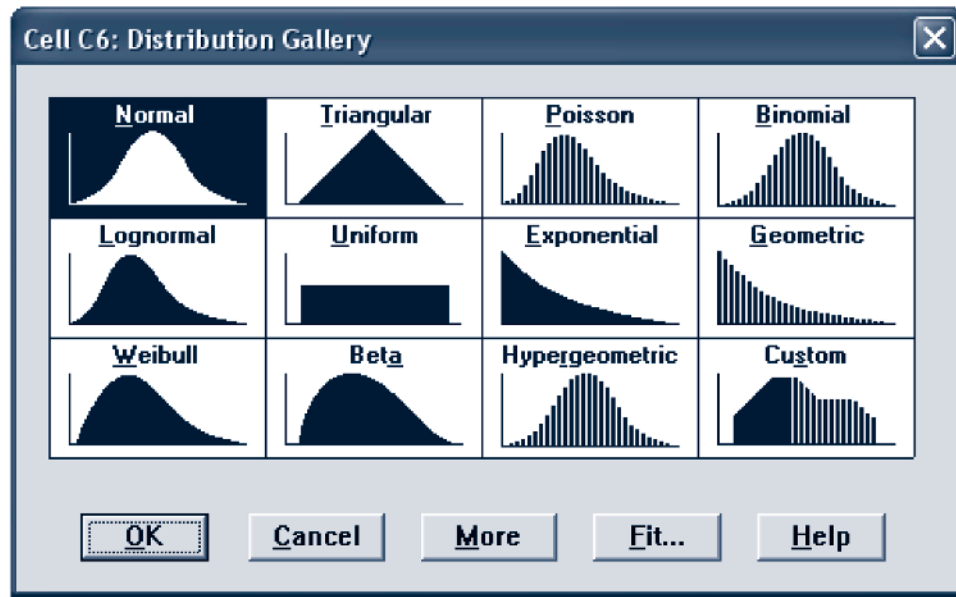 Cell C6: Distribution Gallery
Normal Triangular Poisson Binomial
Lognormal Uniform Exponential Geometric
Weibull Beta Hypergeometric Custom
OK Cancel More Fit... Help